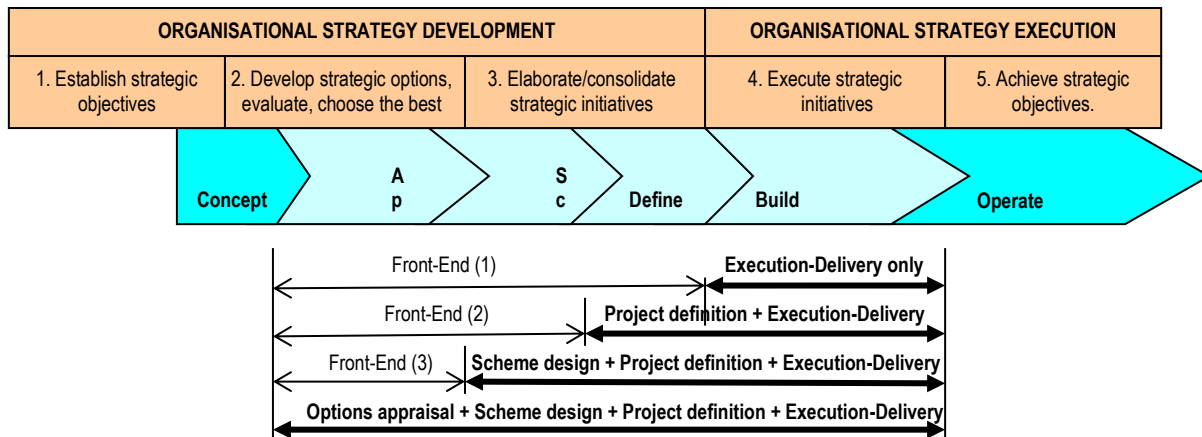 ORGANISATIONAL STRATEGY DEVELOPMENT
ORGANISATIONAL STRATEGY EXECUTION
1. Establish strategic
objectives
2. Develop strategic options,
evaluate, choose the best
3. Elaborate/consolidate
strategic initiatives
4. Execute strategic
initiatives
5. Achieve strategic
objectives.
Concept
A
p
S
c
Define
Build
Operate
Front-End (1)
Execution-Delivery only
Front-End (2)
Project definition + Execution-Delivery
Front-End (3)
Scheme design + Project definition + Execution-Delivery
Options appraisal + Scheme design + Project definition + Execution-Delivery